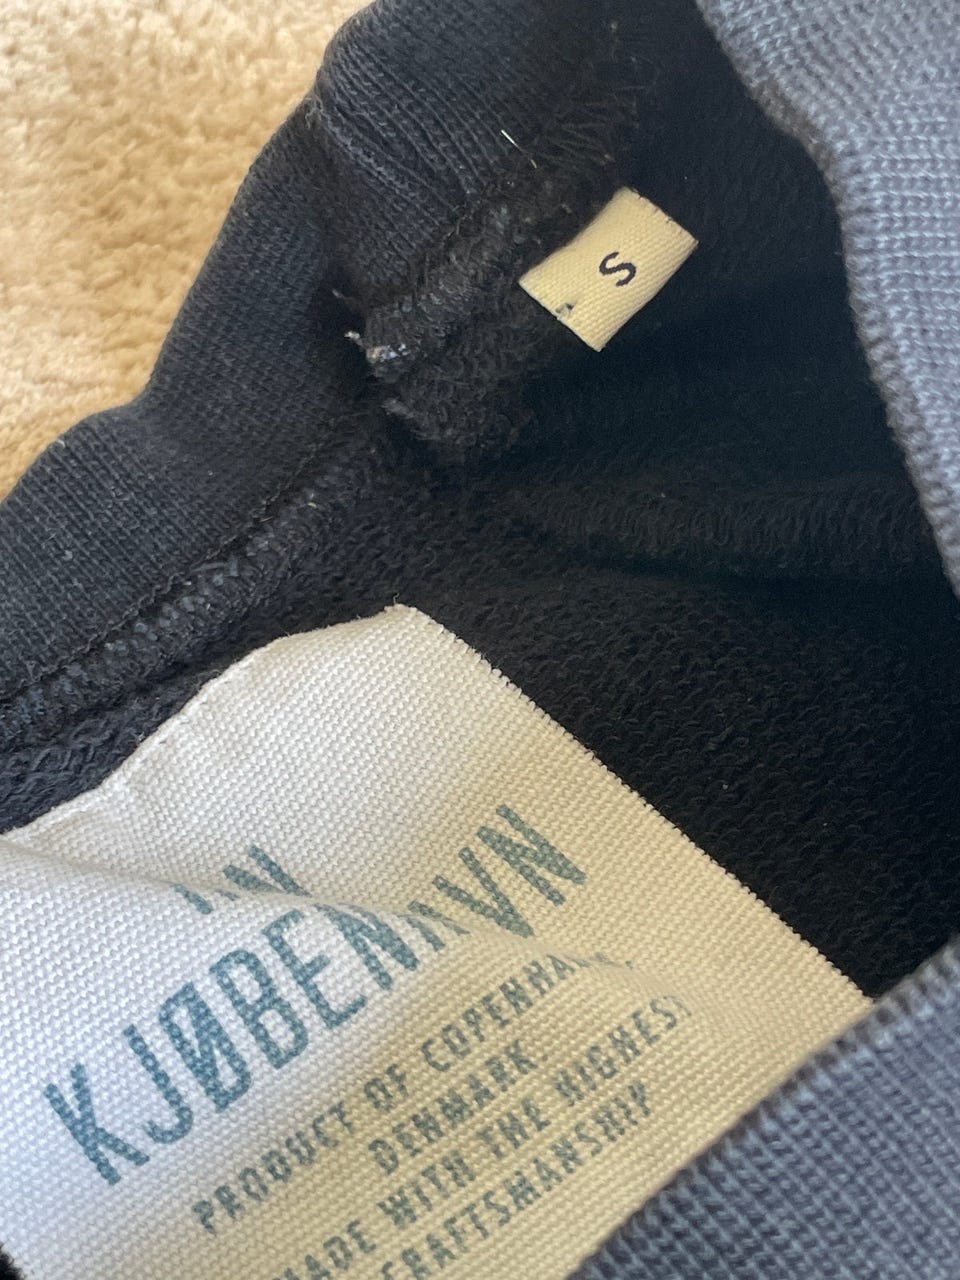 S
KJØBENHAVN
PRODUCT OF COPENHAGEN,
DENMARK.
MADE WITH THE HIGHEST
CRAFTSMANSHIP